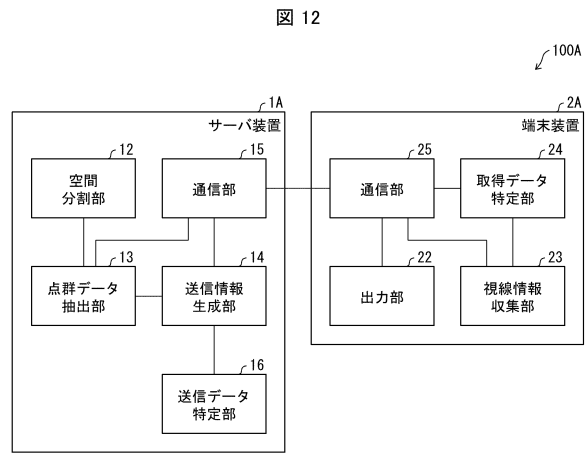 図 12
100A
1A
サーバ装置
2A
端末装置
12
空間
分割部
15
通信部
25
通信部
24
取得データ
特定部
13
点群データ
抽出部
14
送信情報
生成部
22
出力部
23
視線情報
収集部
16
送信データ
特定部